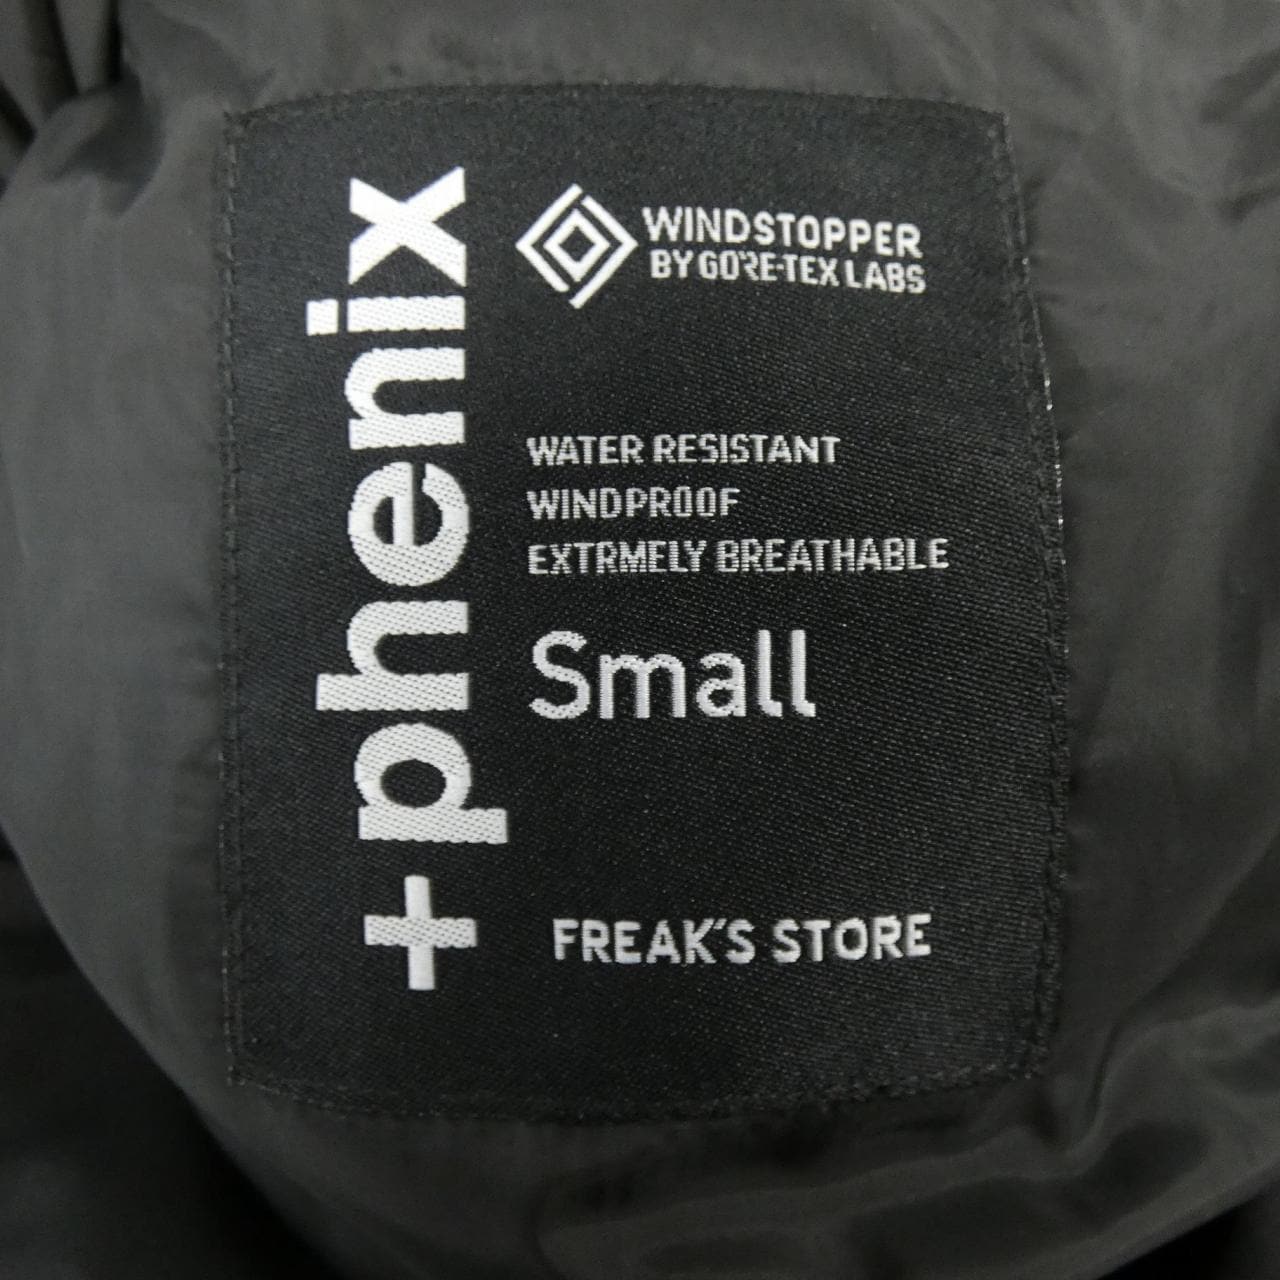 +phenix
WINDSTOPPER
BY GORE-TEX LABS
WATER RESISTANT
WINDPROOF
EXTRMELY BREATHABLE
Small
FREAK'S STORE